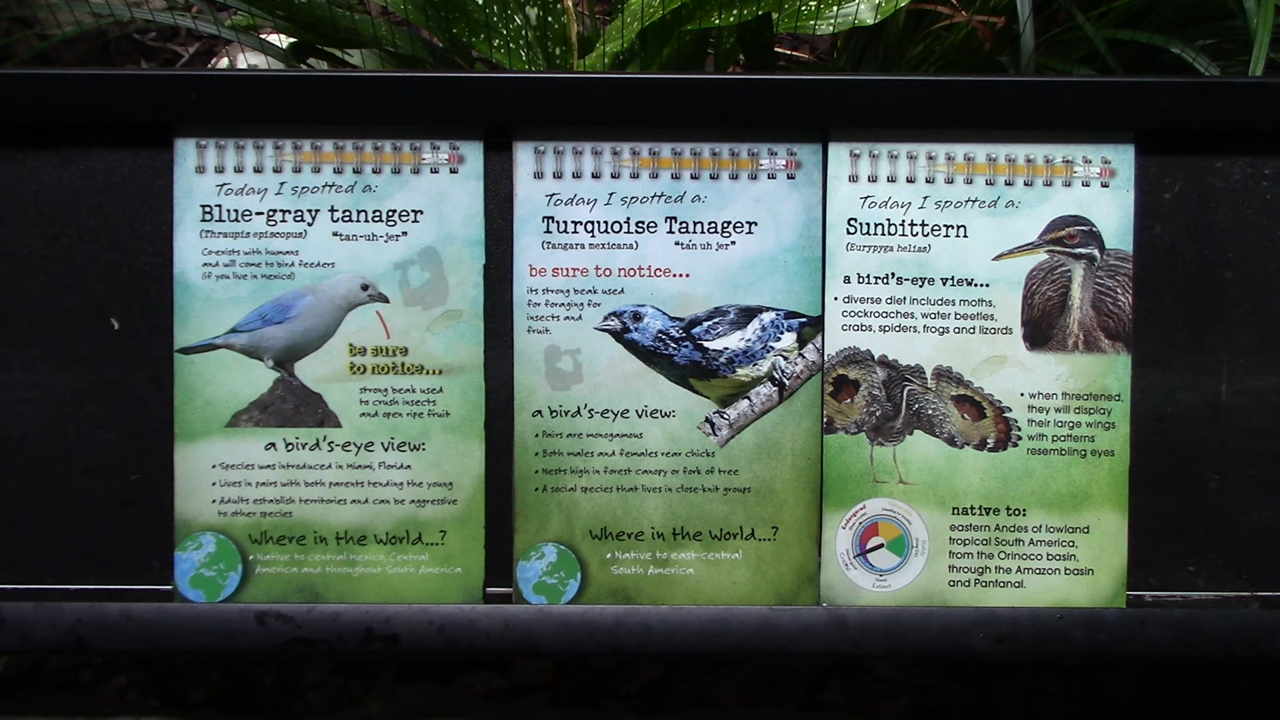 Today I spotted a:
Blue-gray tanager
(Thraupis episcopus) "tan-uh-jer"
Co-exists with humans
and will come to bird feeders
(if you live in Mexico!)
be sure
to notice...
strong beak used
to crush insects
and open ripe fruit
a bird's-eye view:
• Species was introduced in Miami, Florida
• Lives in pairs with both parents tending the young
• Adults establish territories and can be aggressive
to other species
Where in the World...?
• Native to central Mexico, Central
America and throughout South America
Today I spotted a:
Turquoise Tanager
(Tangara mexicana) "tan uh jer"
be sure to notice...
its strong beak used
for foraging for
insects and
fruit.
a bird's-eye view:
• Pairs are monogamous
• Both males and females rear chicks
• Nests high in forest canopy or fork of tree
• A social species that lives in close-knit groups
Where in the World...?
• Native to east-central
South America
Today I spotted a:
Sunbittern
(Eurypyga helias)
a bird's-eye view...
• diverse diet includes moths,
cockroaches, water beetles,
crabs, spiders, frogs and lizards
• when threatened,
they will display
their large wings
with patterns
resembling eyes
Endangered
Extinct
native to:
eastern Andes of lowland
tropical South America,
from the Orinoco basin,
through the Amazon basin
and Pantanal.